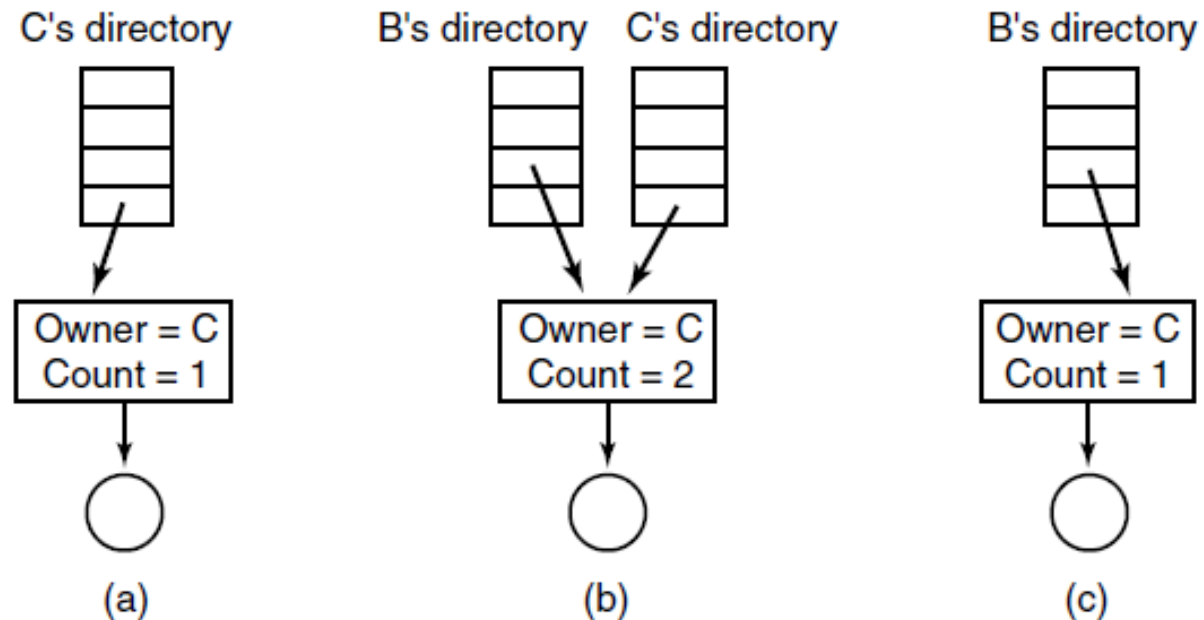 C's directory
B's directory
C's directory
B's directory
Owner = C
Count = 1
Owner = C
Count = 2
Owner = C
Count = 1
(a)
(b)
(c)